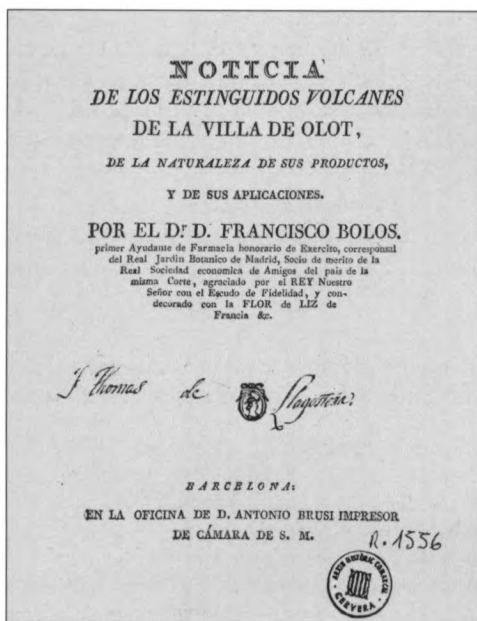 NOTICIA
DE LOS ESTINGUIDOS VOLCANES
DE LA VILLA DE OLOT,
DE LA NATURALEZA DE SUS PRODUCTOS,
Y DE SUS APLICACIONES.
POR EL Dr. D. FRANCISCO BOLOS.
primer Ayudante de Farmacia honorario de Exercito, corresponsal
del Real Jardin Botanico de Madrid, Socio de merito de la
Real Sociedad economica de Amigos del pais de la
misma Corte, agraciado por el REY Nuestro
Señor con el Escudo de Fidelidad, y con-
decorado con la FLOR de LIZ de
Francia &c.
Thomas de
BARCELONA:
EN LA OFICINA DE D. ANTONIO BRUSI IMPRESOR
DE CÁMARA DE S. M.
R. 1556
ARXIU HISTÒRIC COMARCAL
CERVERA